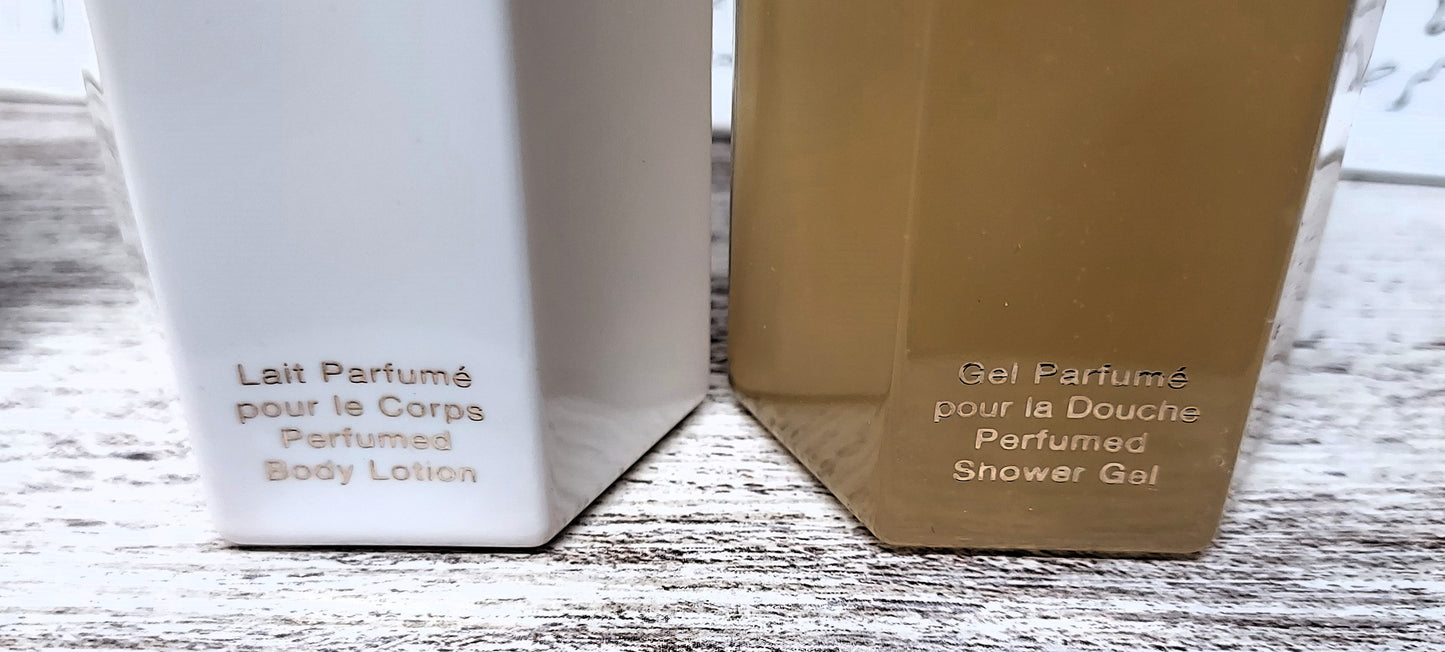 Lait Parfumé
pour le Corps
Perfumed
Body Lotion
Gel Parfumé
pour la Douche
Perfumed
Shower Gel